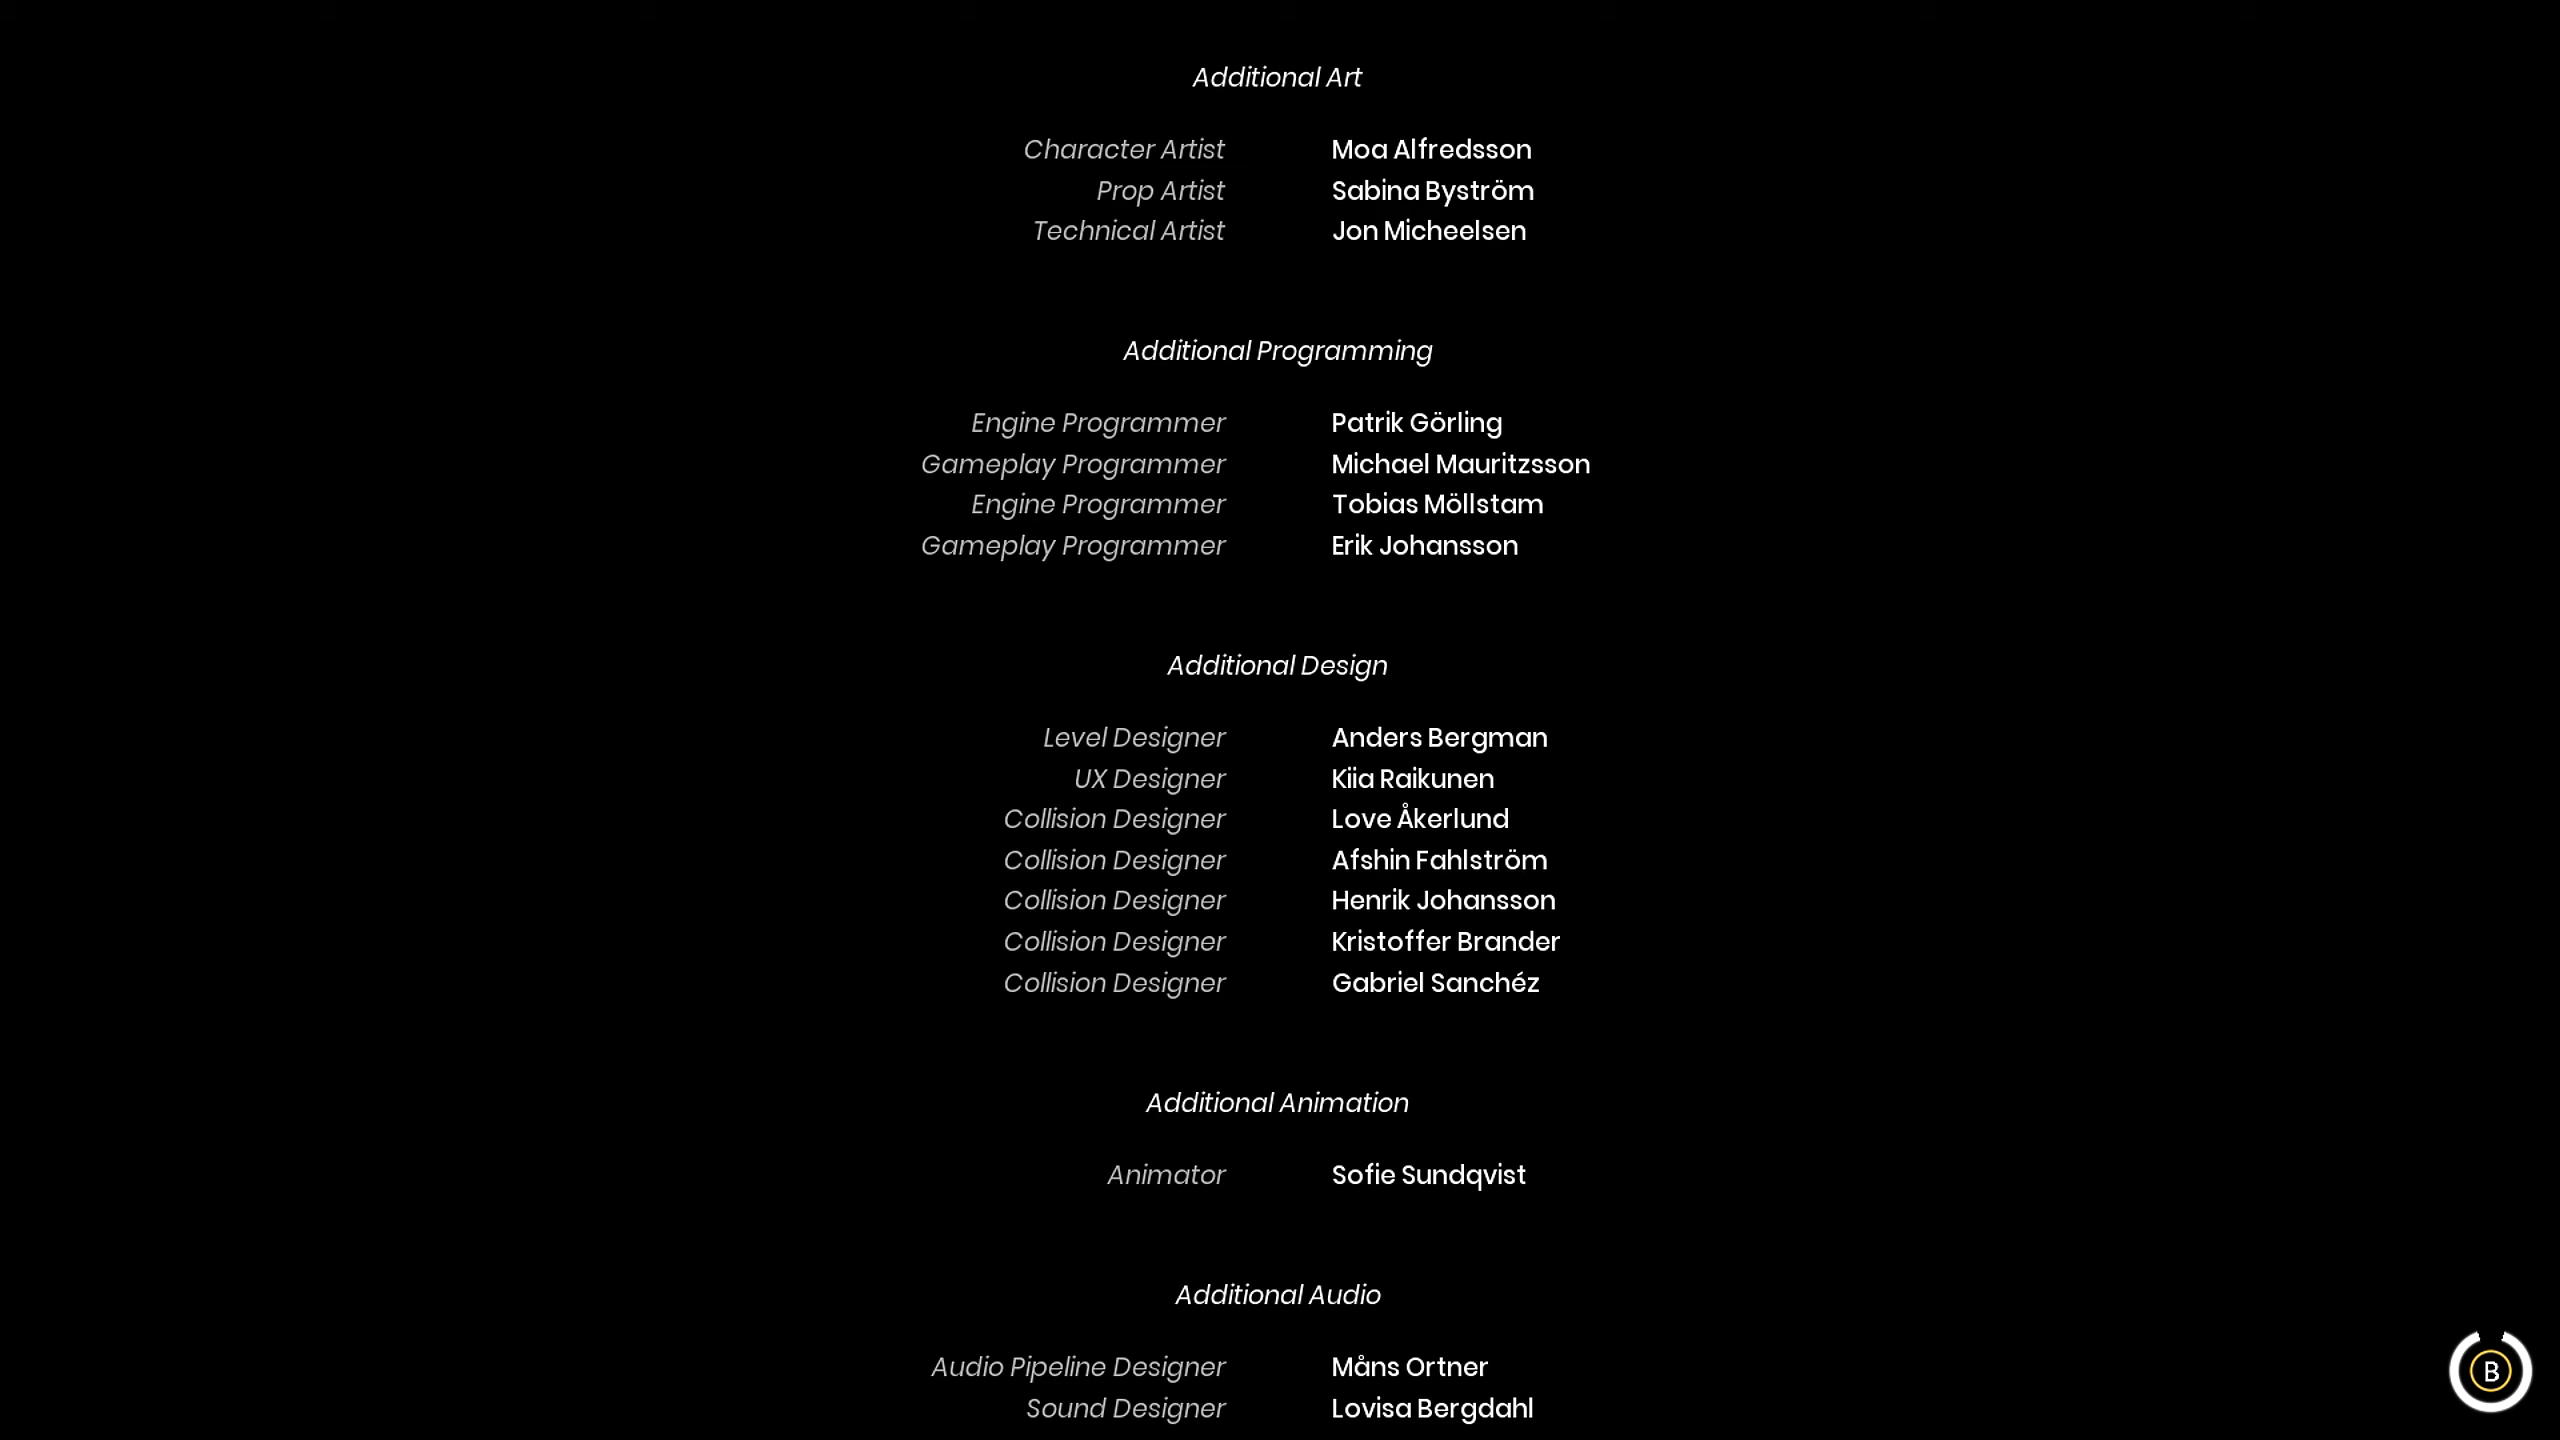 Additional Art
Character Artist Moa Alfredsson
Prop Artist Sabina Byström
Technical Artist Jon Micheelsen
Additional Programming
Engine Programmer Patrik Görling
Gameplay Programmer Michael Mauritzsson
Engine Programmer Tobias Möllstam
Gameplay Programmer Erik Johansson
Additional Design
Level Designer Anders Bergman
UX Designer Kiia Raikunen
Collision Designer Love Åkerlund
Collision Designer Afshin Fahlström
Collision Designer Henrik Johansson
Collision Designer Kristoffer Brander
Collision Designer Gabriel Sanchéz
Additional Animation
Animator Sofie Sundqvist
Additional Audio
Audio Pipeline Designer Måns Ortner
Sound Designer Lovisa Bergdahl
B